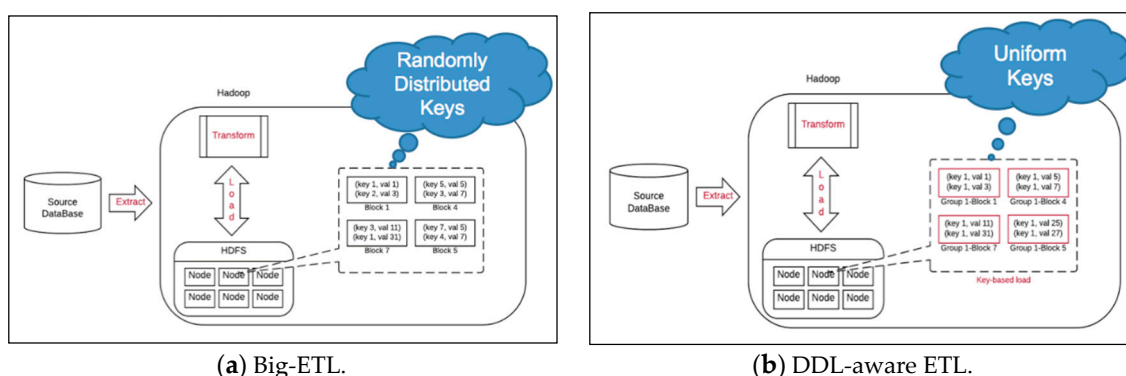 Randomly
Distributed
Keys
Hadoop
Transform
Load
Source
DataBase
Extract
(key 1, val 1)
(key 2, val 3)
Block 1
(key 5, val 5)
(key 3, val 7)
Block 4
(key 3, val 11)
(key 1, val 31)
Block 7
(key 7, val 5)
(key 4, val 7)
Block 5
HDFS
Node Node Node
Node Node Node
(a) Big-ETL.
Uniform
Keys
Hadoop
Transform
Load
Source
DataBase
Extract
(key 1, val 1)
(key 1, val 3)
Group 1-Block 1
(key 1, val 5)
(key 1, val 7)
Group 1-Block 4
(key 1, val 11)
(key 1, val 31)
Group 1-Block 7
(key 1, val 25)
(key 1, val 27)
Group 1-Block 5
Key-based load
HDFS
Node Node Node
Node Node Node
(b) DDL-aware ETL.